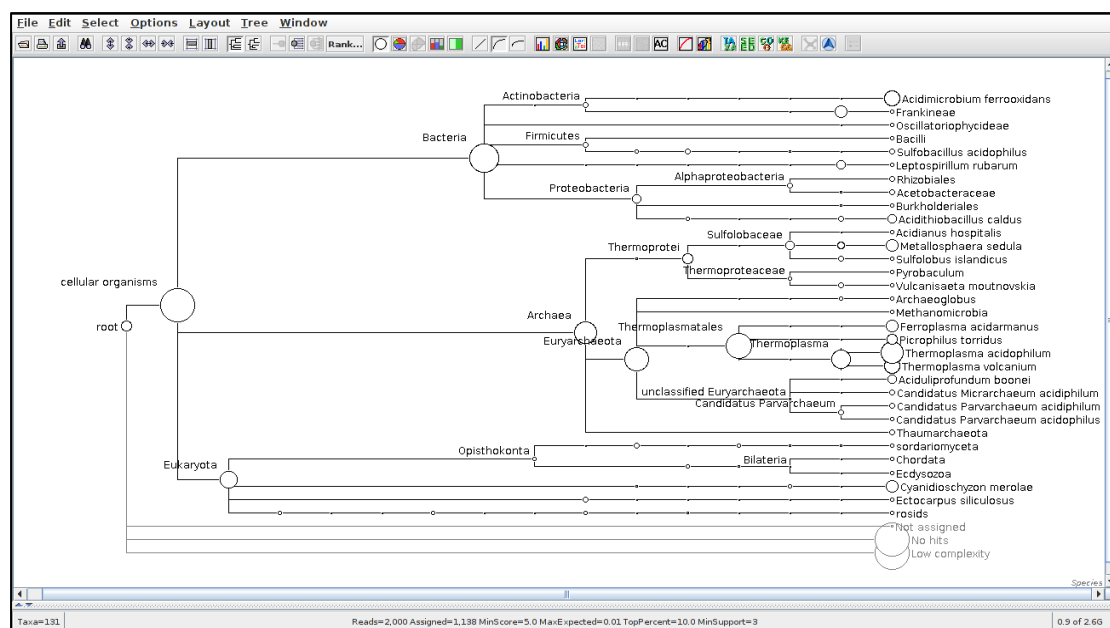 File Edit Select Options Layout Tree Window
Rank... AC
Actinobacteria
Acidimicrobium ferrooxidans
Frankineae
Oscillatoriophycideae
Bacteria
Firmicutes
Bacilli
Sulfobacillus acidophilus
Leptospirillum rubarum
Alphaproteobacteria
Rhizobiales
Proteobacteria
Acetobacteraceae
Burkholderiales
Acidithiobacillus caldus
Sulfolobaceae
Acidianus hospitalis
Thermoprotei
Metallosphaera sedula
Sulfolobus islandicus
Thermoproteaceae
Pyrobaculum
cellular organisms
Vulcanisaeta moutnovskia
Archaeoglobus
Archaea
Methanomicrobia
root
Thermoplasmatales
Ferroplasma acidarmanus
Euryarchaeota
Thermoplasma
Picrophilus torridus
Thermoplasma acidophilum
Thermoplasma volcanium
Aciduliprofundum boonei
unclassified Euryarchaeota
Candidatus Micrarchaeum acidiphilum
Candidatus Parvarchaeum
Candidatus Parvarchaeum acidiphilum
Candidatus Parvarchaeum acidophilus
Thaumarchaeota
Opisthokonta
sordariomyceta
Eukaryota
Bilateria
Chordata
Ecdysozoa
Cyanidioschyzon merolae
Ectocarpus siliculosus
rosids
Not assigned
No hits
Low complexity
Species
Taxa=131 Reads=2,000 Assigned=1,138 MinScore=5.0 MaxExpected=0.01 TopPercent=10.0 MinSupport=3 0.9 of 2.6G